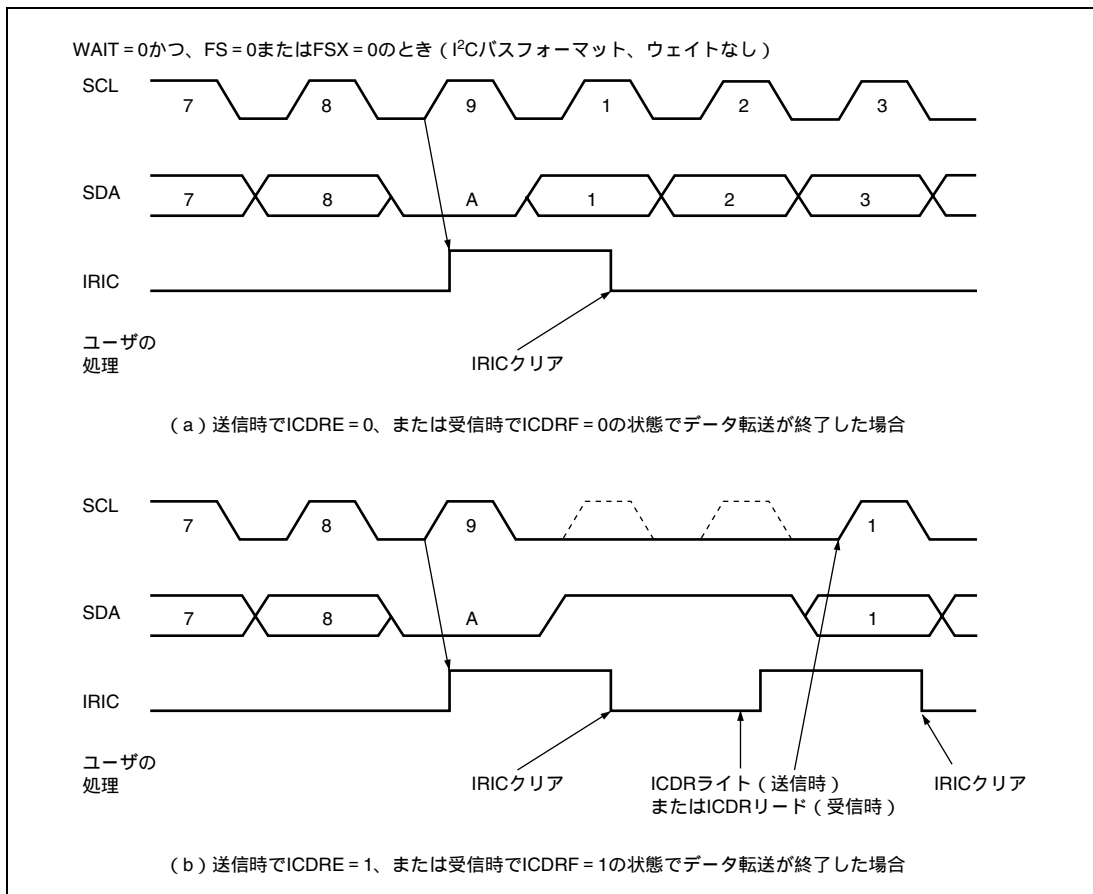 WAIT = 0かつ、FS = 0またはFSX = 0のとき（I²Cバスフォーマット、ウェイトなし）
SCL
7 8 9 1 2 3
SDA
7 8 A 1 2 3
IRIC
ユーザの
処理
IRICクリア
（a）送信時でICDRE = 0、または受信時でICDRF = 0の状態でデータ転送が終了した場合
SCL
7 8 9 1
SDA
7 8 A 1
IRIC
ユーザの
処理
IRICクリア
ICDRライト（送信時）
またはICDRリード（受信時）
IRICクリア
（b）送信時でICDRE = 1、または受信時でICDRF = 1の状態でデータ転送が終了した場合